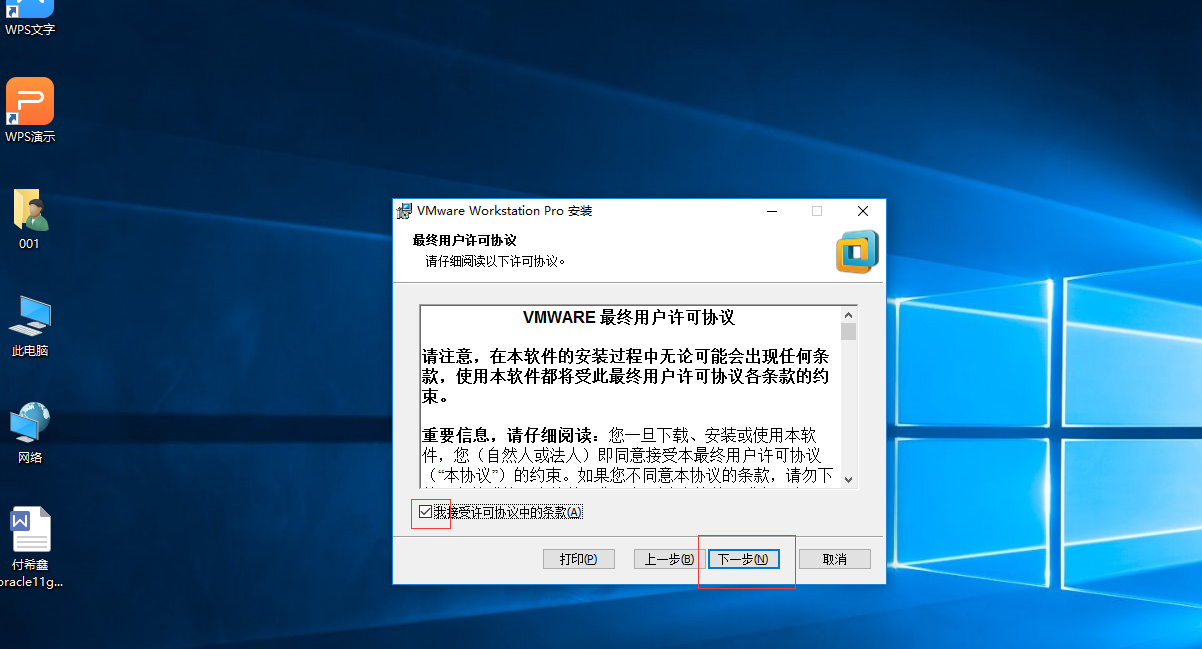 WPS文字
WPS演示
001
此电脑
网络
付希鑫
oracle11g...
VMware Workstation Pro 安装
最终用户许可协议
请仔细阅读以下许可协议。
VMWARE 最终用户许可协议
请注意，在本软件的安装过程中无论可能会出现任何条
款，使用本软件都将受此最终用户许可协议各条款的约
束。
重要信息，请仔细阅读：您一旦下载、安装或使用本软
件，您（自然人或法人）即同意接受本最终用户许可协议
（“本协议”）的约束。如果您不同意本协议的条款，请勿下
我接受许可协议中的条款(A)
打印(P)
上一步(B)
下一步(N)
取消